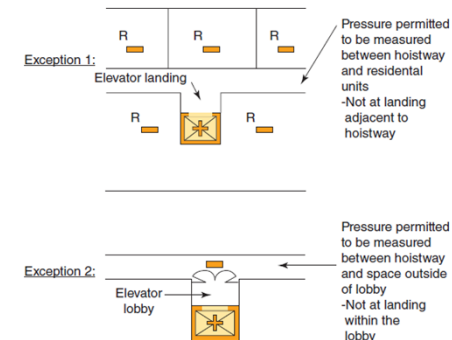 R
R
R
Exception 1:
Elevator landing
R
R
Pressure permitted
to be measured
between hoistway
and residental
units
-Not at landing
adjacent to
hoistway
Exception 2:
Elevator
lobby
Pressure permitted
to be measured
between hoistway
and space outside
of lobby
-Not at landing
within the
lobby